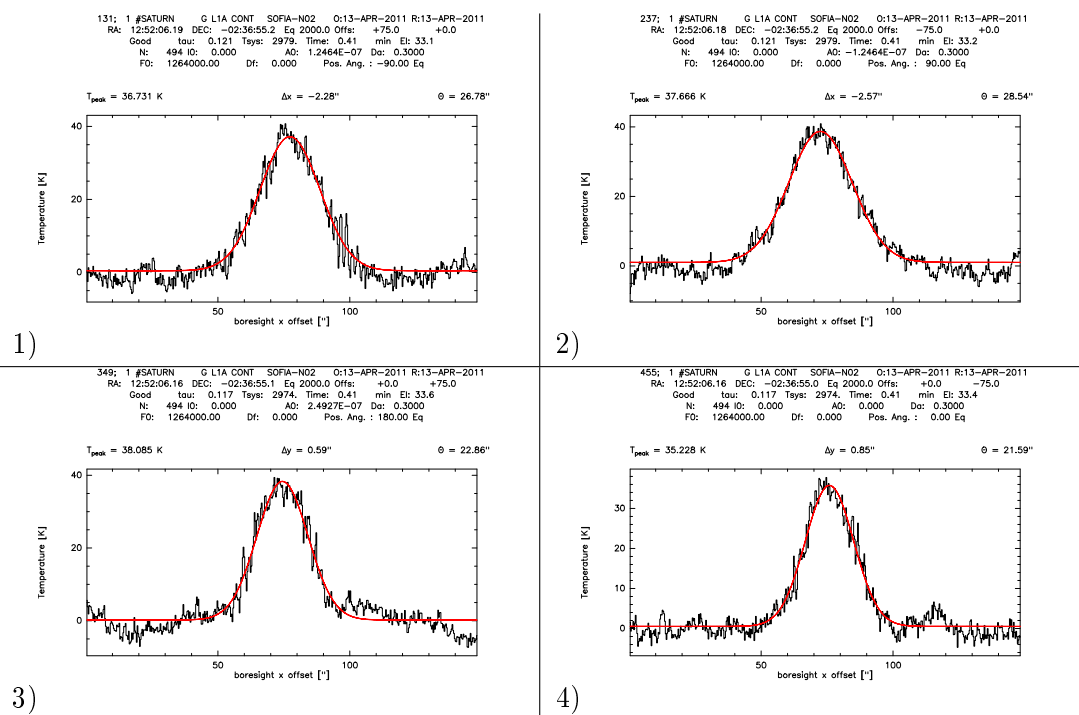 131; 1 #SATURN G L1A CONT SOFIA-N02 O:13-APR-2011 R:13-APR-2011
RA: 12:52:06.19 DEC: -02:36:55.2 Eq 2000.0 Offs: +75.0 +0.0
Good tau: 0.121 Tsys: 2979. Time: 0.41 min El: 33.1
N: 494 I0: 0.000 A0: 1.2464E-07 Da: 0.3000
F0: 1264000.00 Df: 0.000 Pos. Ang. : -90.00 Eq
Tpeak = 36.731 K Δx = -2.28" Θ = 26.78"
40
20
0
Temperature [K]
50 100
boresight x offset ["]
1)
237; 1 #SATURN G L1A CONT SOFIA-N02 O:13-APR-2011 R:13-APR-2011
RA: 12:52:06.18 DEC: -02:36:55.2 Eq 2000.0 Offs: -75.0 +0.0
Good tau: 0.121 Tsys: 2979. Time: 0.41 min El: 33.2
N: 494 I0: 0.000 A0: -1.2464E-07 Da: 0.3000
F0: 1264000.00 Df: 0.000 Pos. Ang. : 90.00 Eq
Tpeak = 37.666 K Δx = -2.57" Θ = 28.54"
40
20
0
Temperature [K]
50 100
boresight x offset ["]
2)
349; 1 #SATURN G L1A CONT SOFIA-N02 O:13-APR-2011 R:13-APR-2011
RA: 12:52:06.16 DEC: -02:36:55.1 Eq 2000.0 Offs: +0.0 +75.0
Good tau: 0.117 Tsys: 2974. Time: 0.41 min El: 33.6
N: 494 I0: 0.000 A0: 2.4927E-07 Da: 0.3000
F0: 1264000.00 Df: 0.000 Pos. Ang. : 180.00 Eq
Tpeak = 38.085 K Δy = 0.59" Θ = 22.86"
40
20
0
Temperature [K]
50 100
boresight x offset ["]
3)
455; 1 #SATURN G L1A CONT SOFIA-N02 O:13-APR-2011 R:13-APR-2011
RA: 12:52:06.16 DEC: -02:36:55.0 Eq 2000.0 Offs: +0.0 -75.0
Good tau: 0.117 Tsys: 2974. Time: 0.41 min El: 33.4
N: 494 I0: 0.000 A0: 0.000 Da: 0.3000
F0: 1264000.00 Df: 0.000 Pos. Ang. : 0.00 Eq
Tpeak = 35.228 K Δy = 0.85" Θ = 21.59"
30
20
10
0
Temperature [K]
50 100
boresight x offset ["]
4)